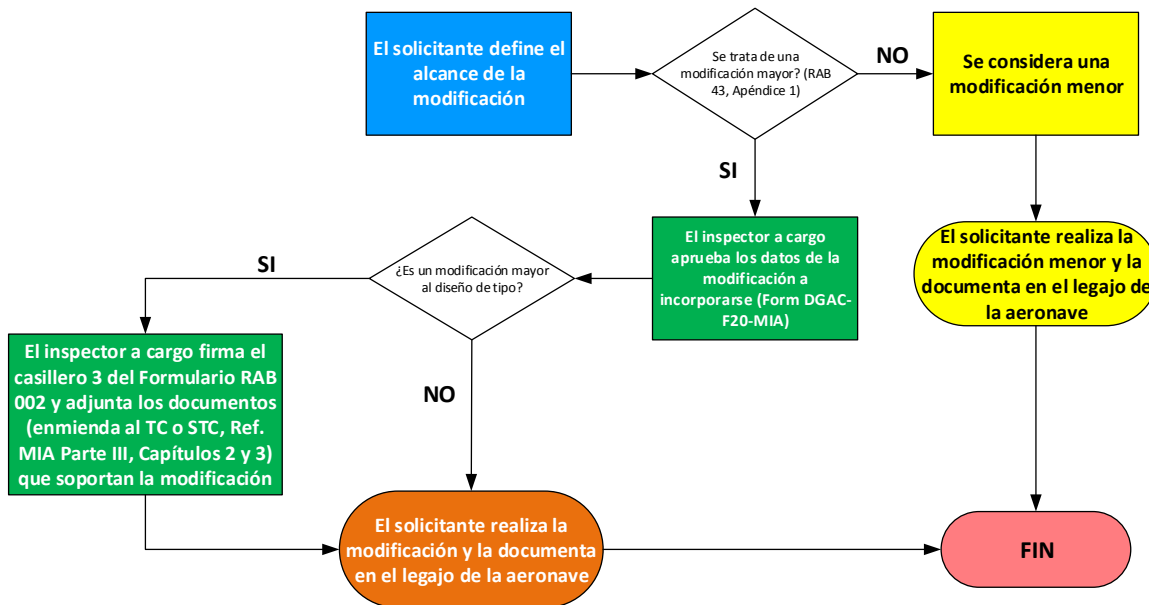 El solicitante define el
alcance de la
modificación
Se trata de una
modificación mayor? (RAB
43, Apéndice 1)
NO
Se considera una
modificación menor
SI
El inspector a cargo
aprueba los datos de la
modificación a
incorporarse (Form DGAC-
F20-MIA)
El solicitante realiza la
modificación menor y la
documenta en el legajo de
la aeronave
¿Es un modificación mayor
al diseño de tipo?
SI
NO
El inspector a cargo firma el
casillero 3 del Formulario RAB
002 y adjunta los documentos
(enmienda al TC o STC, Ref.
MIA Parte III, Capítulos 2 y 3)
que soportan la modificación
El solicitante realiza la
modificación y la documenta
en el legajo de la aeronave
FIN